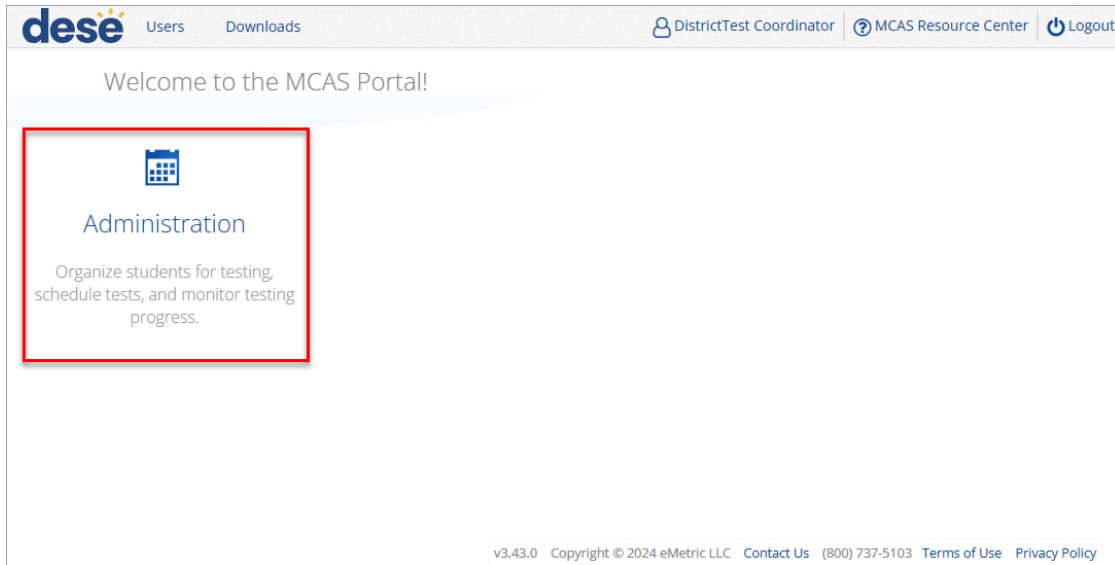 dese Users Downloads DistrictTest Coordinator MCAS Resource Center Logout
Welcome to the MCAS Portal!
Administration
Organize students for testing,
schedule tests, and monitor testing
progress.
v3.43.0 Copyright © 2024 eMetric LLC Contact Us (800) 737-5103 Terms of Use Privacy Policy